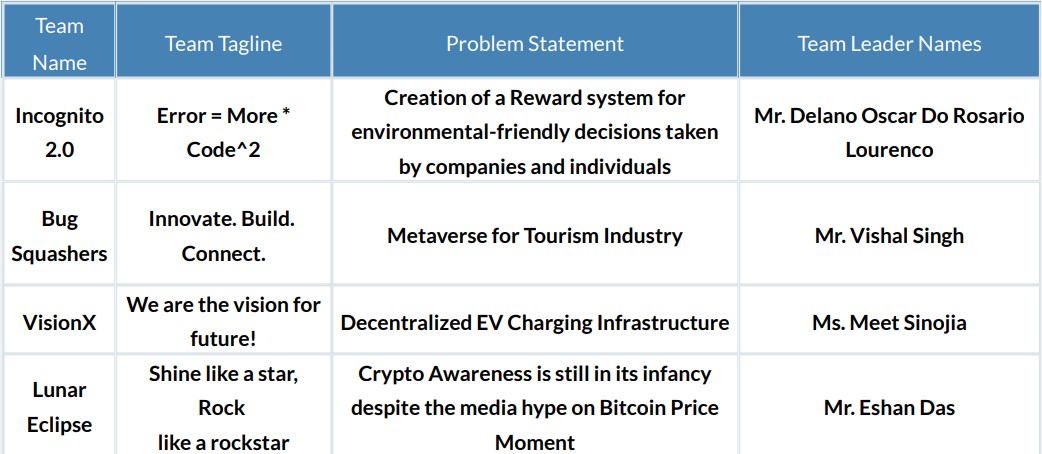 Team
Name
Team Tagline
Problem Statement
Team Leader Names
Incogníto
2.0
Error = More *
Code^2
Creation of a Reward system for
environmental-friendly decisions taken
by companies and individuals
Mr. Delano Oscar Do Rosario
Lourenco
Bug
Squashers
Innovate. Build.
Connect.
Metaverse for Tourism Industry
Mr. Vishal Singh
VisionX
We are the vision for
future!
Decentralized EV Charging Infrastructure
Ms. Meet Sinojia
Lunar
Eclipse
Shine like a star,
Rock
like a rockstar
Crypto Awareness is still in its infancy
despite the media hype on Bitcoin Price
Moment
Mr. Eshan Das